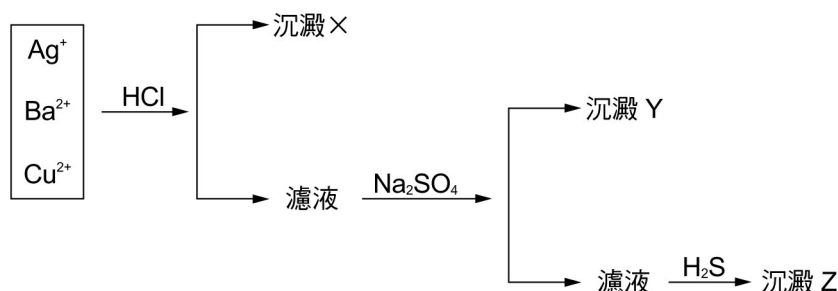 Ag⁺
Ba²⁺
Cu²⁺
HCl
沉澱×
濾液
Na₂SO₄
沉澱 Y
濾液
H₂S
沉澱 Z